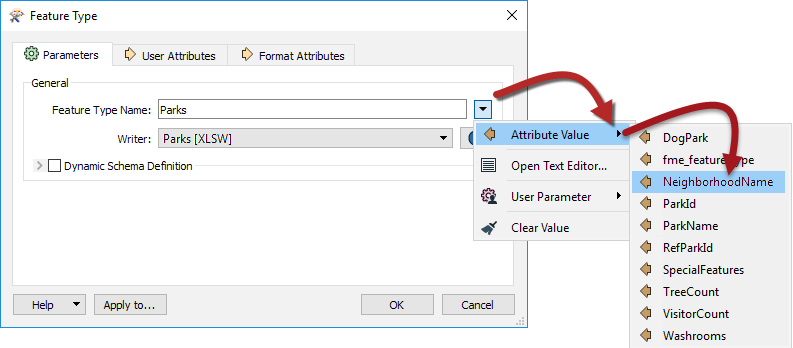 Feature Type
Parameters
User Attributes
Format Attributes
General
Feature Type Name: Parks
Writer: Parks [XLSW]
Dynamic Schema Definition
Help
Apply to...
OK
Cancel
Attribute Value
Open Text Editor...
User Parameter
Clear Value
DogPark
NeighborhoodName
ParkId
ParkName
RefParkId
SpecialFeatures
TreeCount
VisitorCount
Washrooms